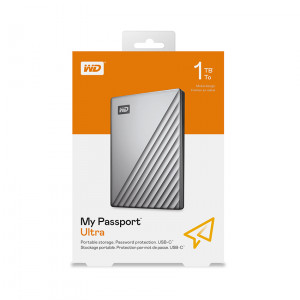 WD
1 TB
To
WD
My Passport™
Ultra
Portable storage. Password protection. USB-C™
Stockage portable. Protection par mot de passe. USB-C™